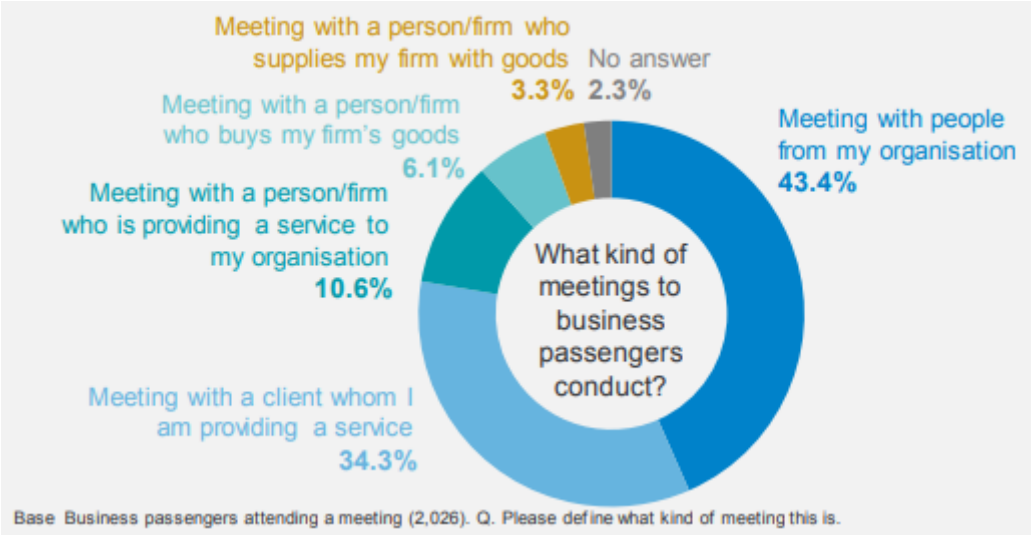 Meeting with a person/firm who
supplies my firm with goods
3.3%
No answer
2.3%
Meeting with people
from my organisation
43.4%
Meeting with a person/firm
who buys my firm's goods
6.1%
Meeting with a person/firm
who is providing a service to
my organisation
10.6%
What kind of
meetings to
business
passengers
conduct?
Meeting with a client whom I
am providing a service
34.3%
Base Business passengers attending a meeting (2,026). Q. Please define what kind of meeting this is.